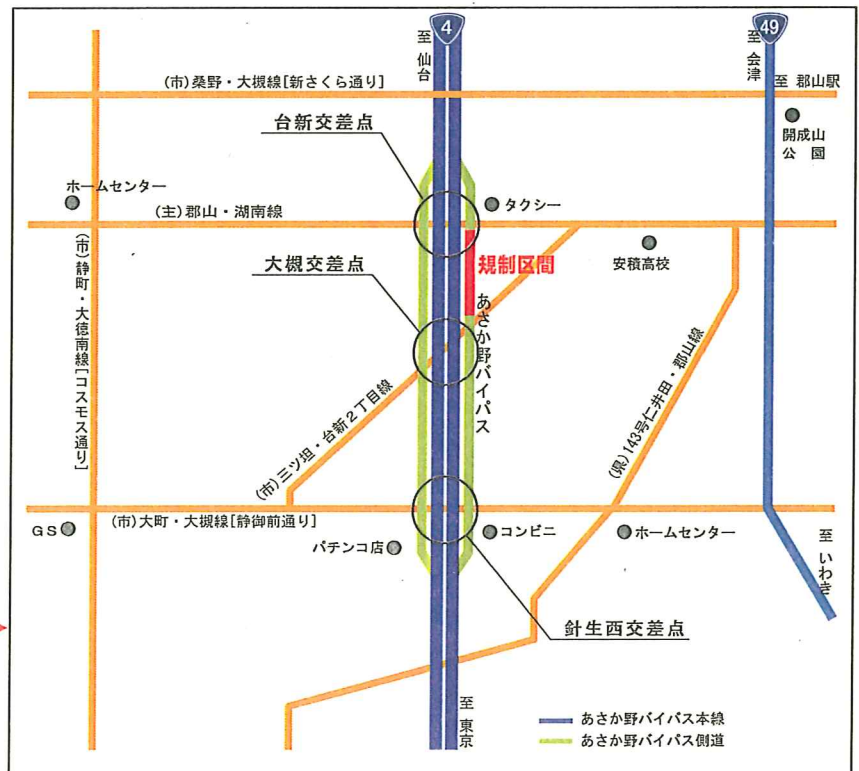 4
49
至 仙台
至 会津
至 郡山駅
(市)桑野・大槻線[新さくら通り]
開成山
公園
台新交差点
ホームセンター
タクシー
(主)郡山・湖南線
大槻交差点
規制区間
安積高校
(市)静町・大徳南線[コスモス通り]
あさか野バイパス
(市)三ツ坦・台新2丁目線
(県)143号仁井田・郡山線
(市)大町・大槻線[静御前通り]
GS
パチンコ店
コンビニ
ホームセンター
至 いわき
針生西交差点
至 東京
あさか野バイパス本線
あさか野バイパス側道